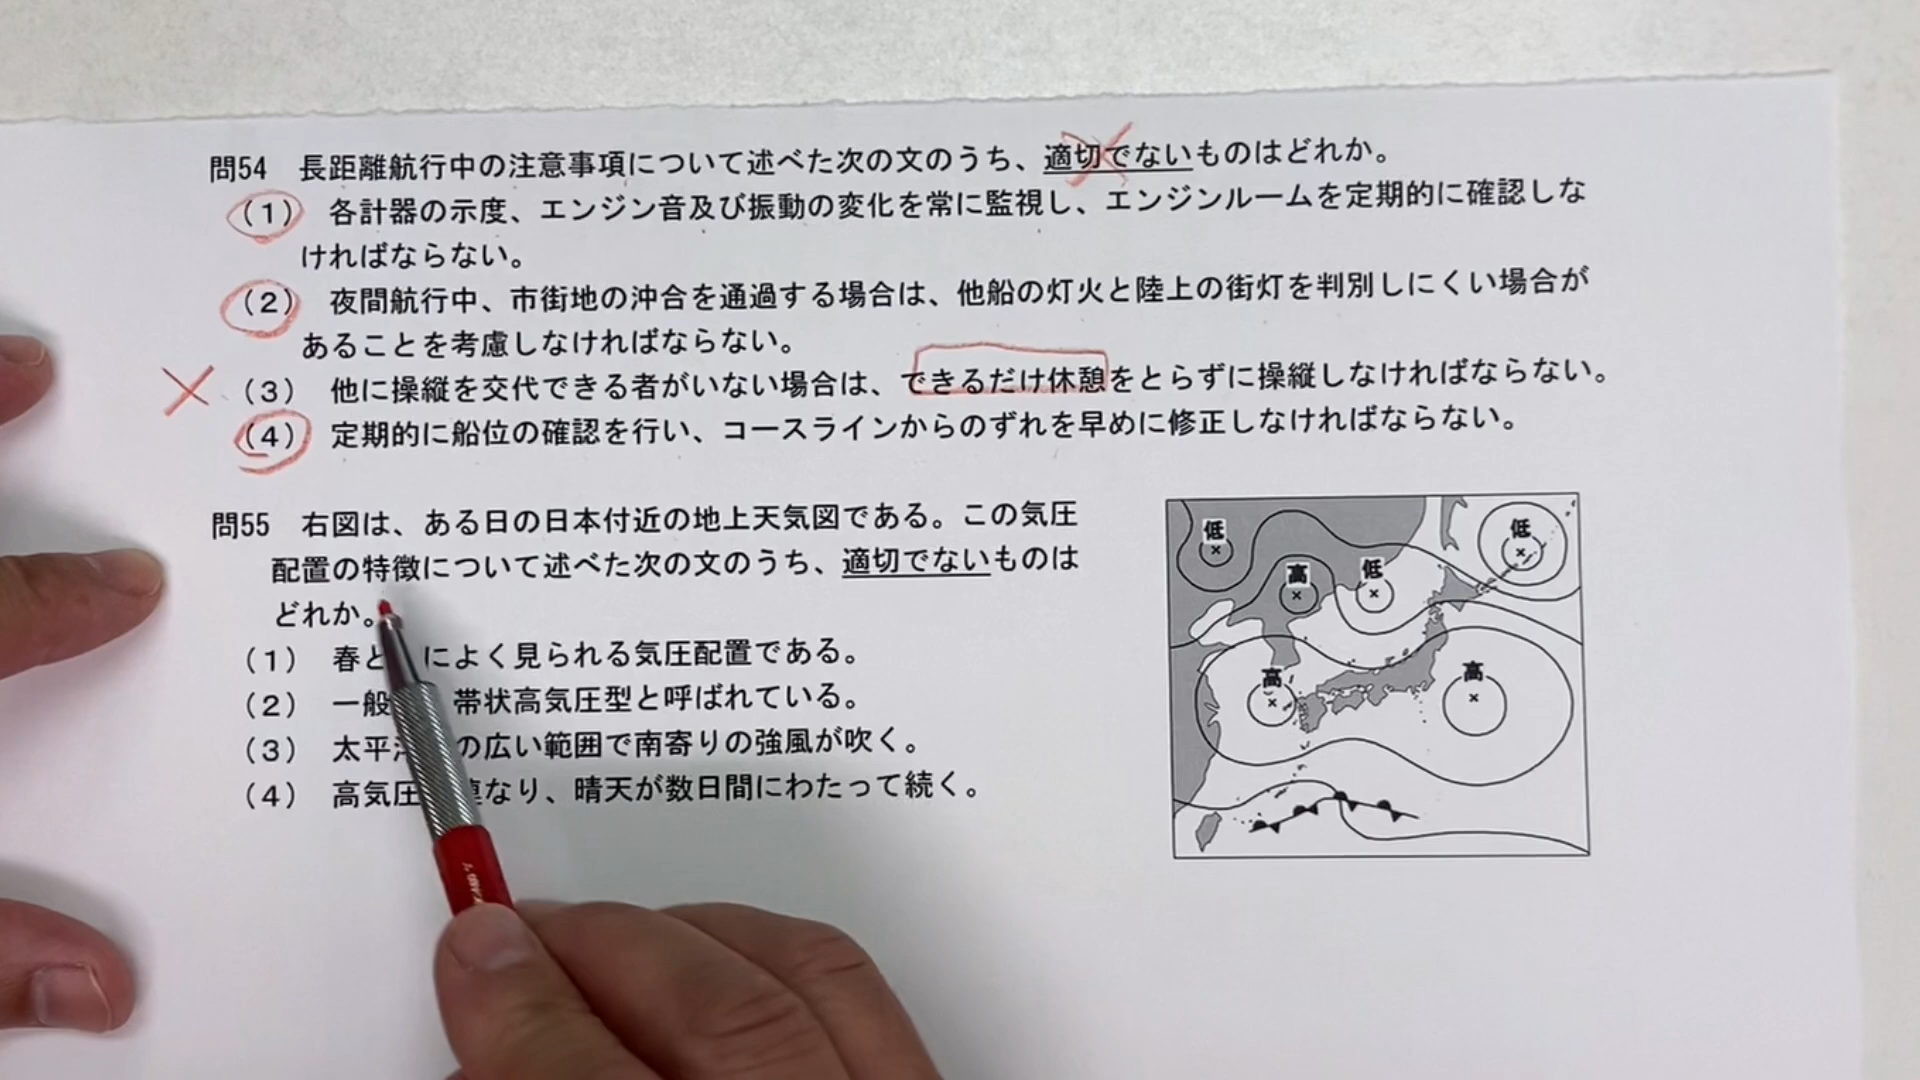 問54 長距離航行中の注意事項について述べた次の文のうち、適切でないものはどれか。
(1) 各計器の示度、エンジン音及び振動の変化を常に監視し、エンジンルームを定期的に確認しな
ければならない。
(2) 夜間航行中、市街地の沖合を通過する場合は、他船の灯火と陸上の街灯を判別しにくい場合が
あることを考慮しなければならない。
(3) 他に操縦を交代できる者がいない場合は、できるだけ休憩をとらずに操縦しなければならない。
(4) 定期的に船位の確認を行い、コースラインからのずれを早めに修正しなければならない。
問55 右図は、ある日の日本付近の地上天気図である。この気圧
配置の特徴について述べた次の文のうち、適切でないものは
どれか。
(1) 春と によく見られる気圧配置である。
(2) 一般 帯状高気圧型と呼ばれている。
(3) 太平 の広い範囲で南寄りの強風が吹く。
(4) 高気圧 連なり、晴天が数日間にわたって続く。
低
低
高
低
高
高